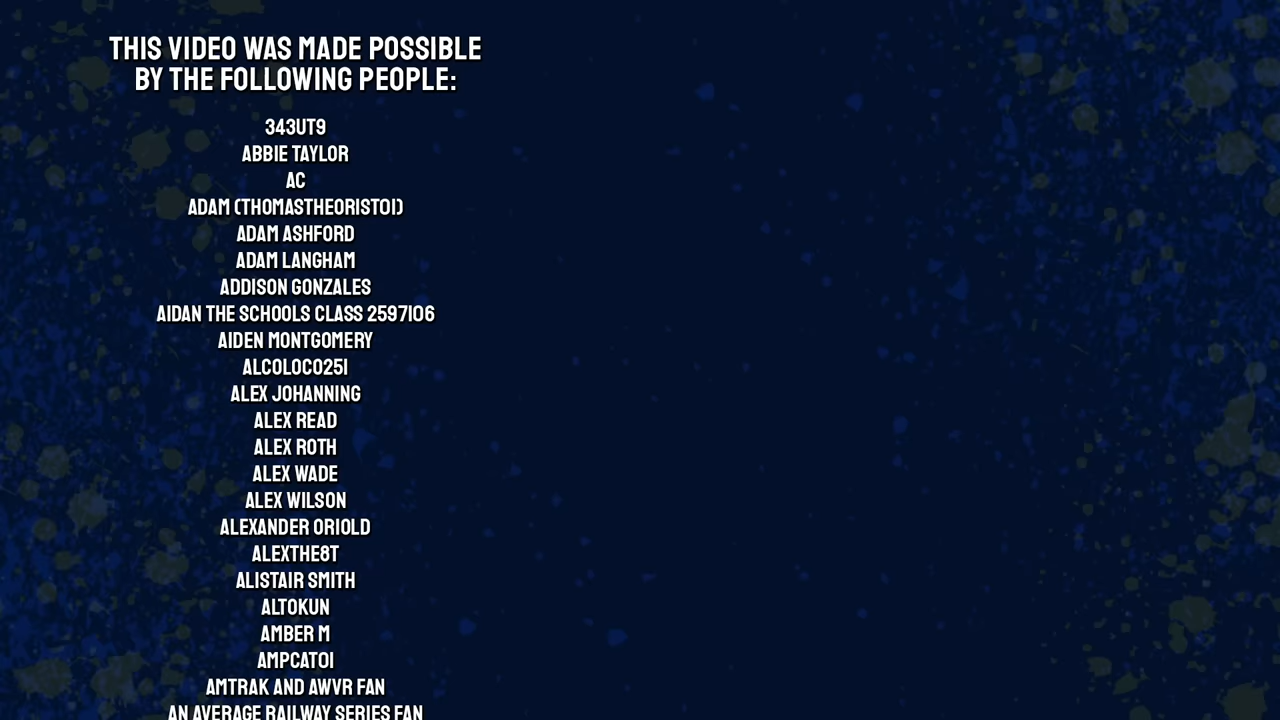 THIS VIDEO WAS MADE POSSIBLE
BY THE FOLLOWING PEOPLE:
343UT9
ABBIE TAYLOR
AC
ADAM (THOMASTHEORIST01)
ADAM ASHFORD
ADAM LANGHAM
ADDISON GONZALES
AIDAN THE SCHOOLS CLASS 2597106
AIDEN MONTGOMERY
ALCOLOCO251
ALEX JOHANNING
ALEX READ
ALEX ROTH
ALEX WADE
ALEX WILSON
ALEXANDER ORIOLD
ALEXTHE8T
ALISTAIR SMITH
ALTOKUN
AMBER M
AMPCAT01
AMTRAK AND AWVR FAN
AN AVERAGE RAILWAY SERIES FAN